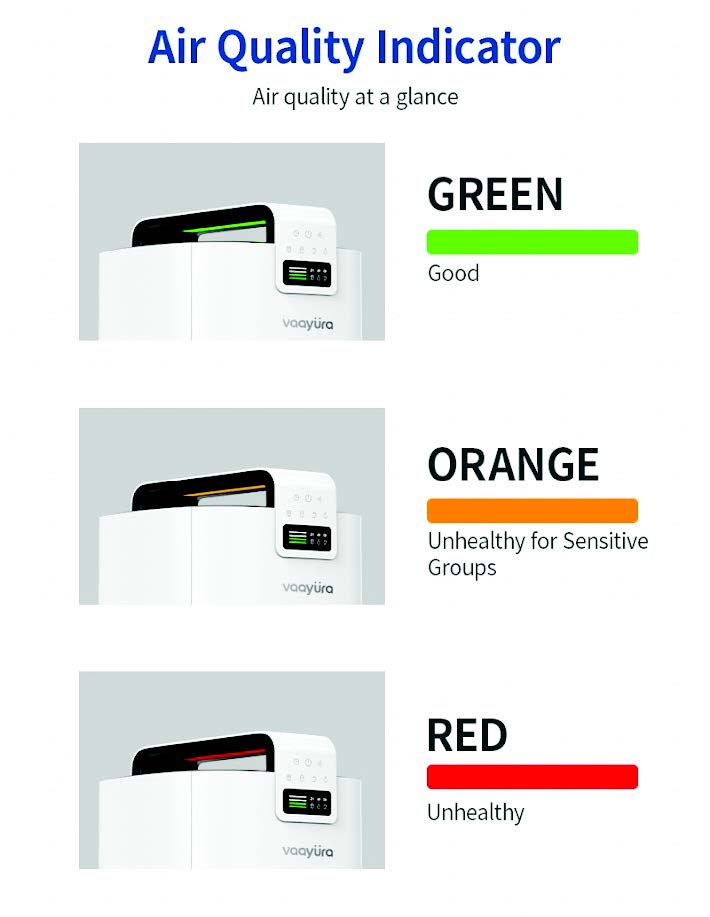 Air Quality Indicator
Air quality at a glance
GREEN
Good
vaayüra
ORANGE
Unhealthy for Sensitive
Groups
vaayüra
RED
Unhealthy
vaayüra